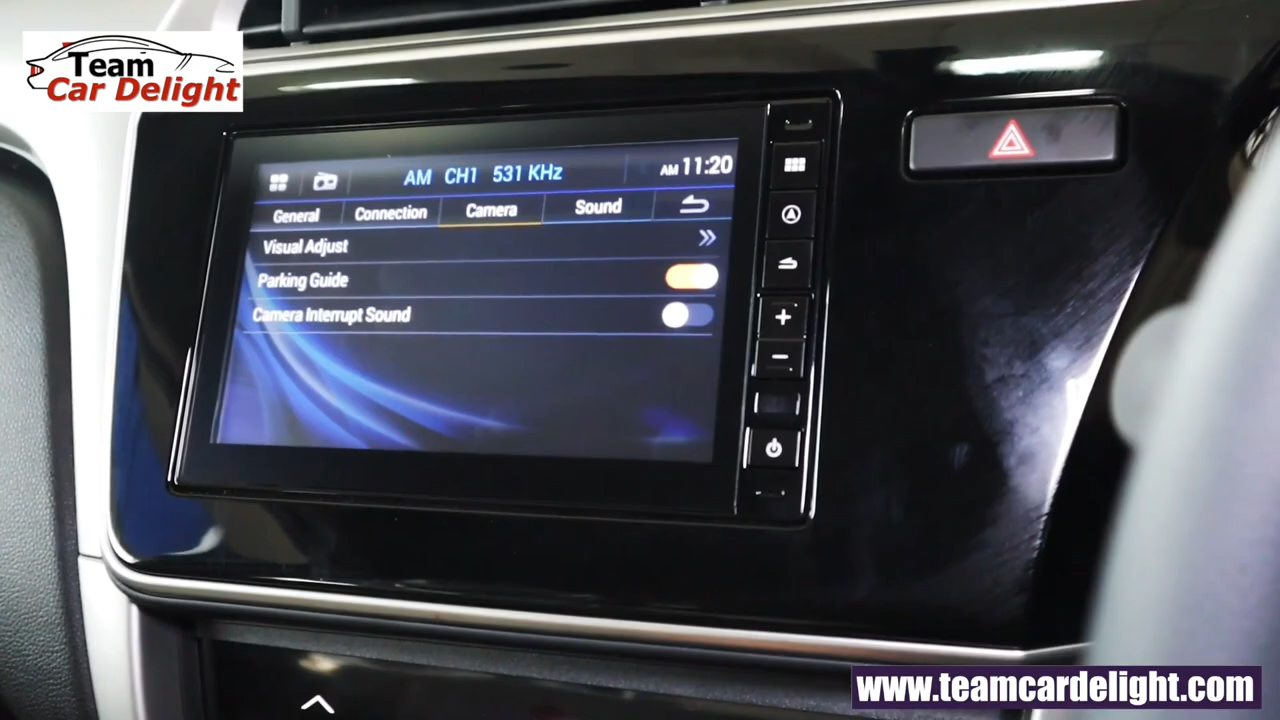 Team
Car Delight
AM CH1 531 KHz
AM 11:20
General Connection Camera Sound
Visual Adjust
Parking Guide
Camera Interrupt Sound
www.teamcardelight.com